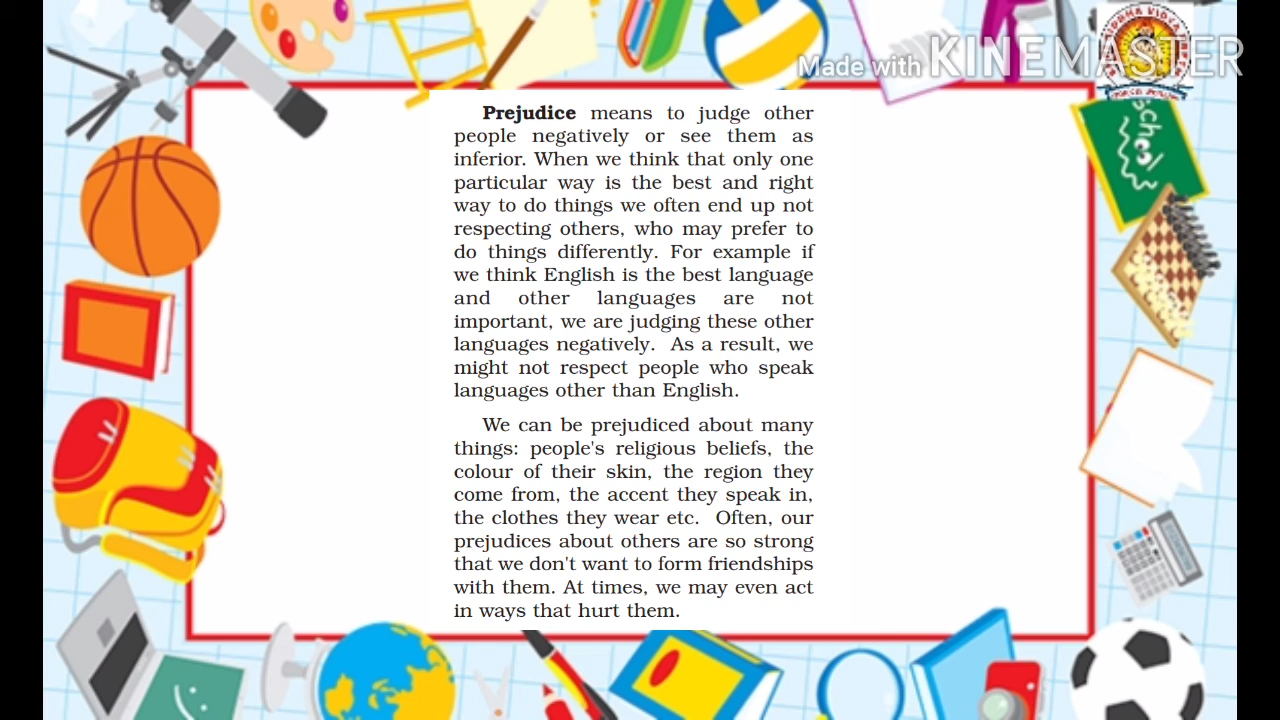 Made with KINEMASTER
Prejudice means to judge other
people negatively or see them as
inferior. When we think that only one
particular way is the best and right
way to do things we often end up not
respecting others, who may prefer to
do things differently. For example if
we think English is the best language
and other languages are not
important, we are judging these other
languages negatively. As a result, we
might not respect people who speak
languages other than English.
We can be prejudiced about many
things: people's religious beliefs, the
colour of their skin, the region they
come from, the accent they speak in,
the clothes they wear etc. Often, our
prejudices about others are so strong
that we don't want to form friendships
with them. At times, we may even act
in ways that hurt them.